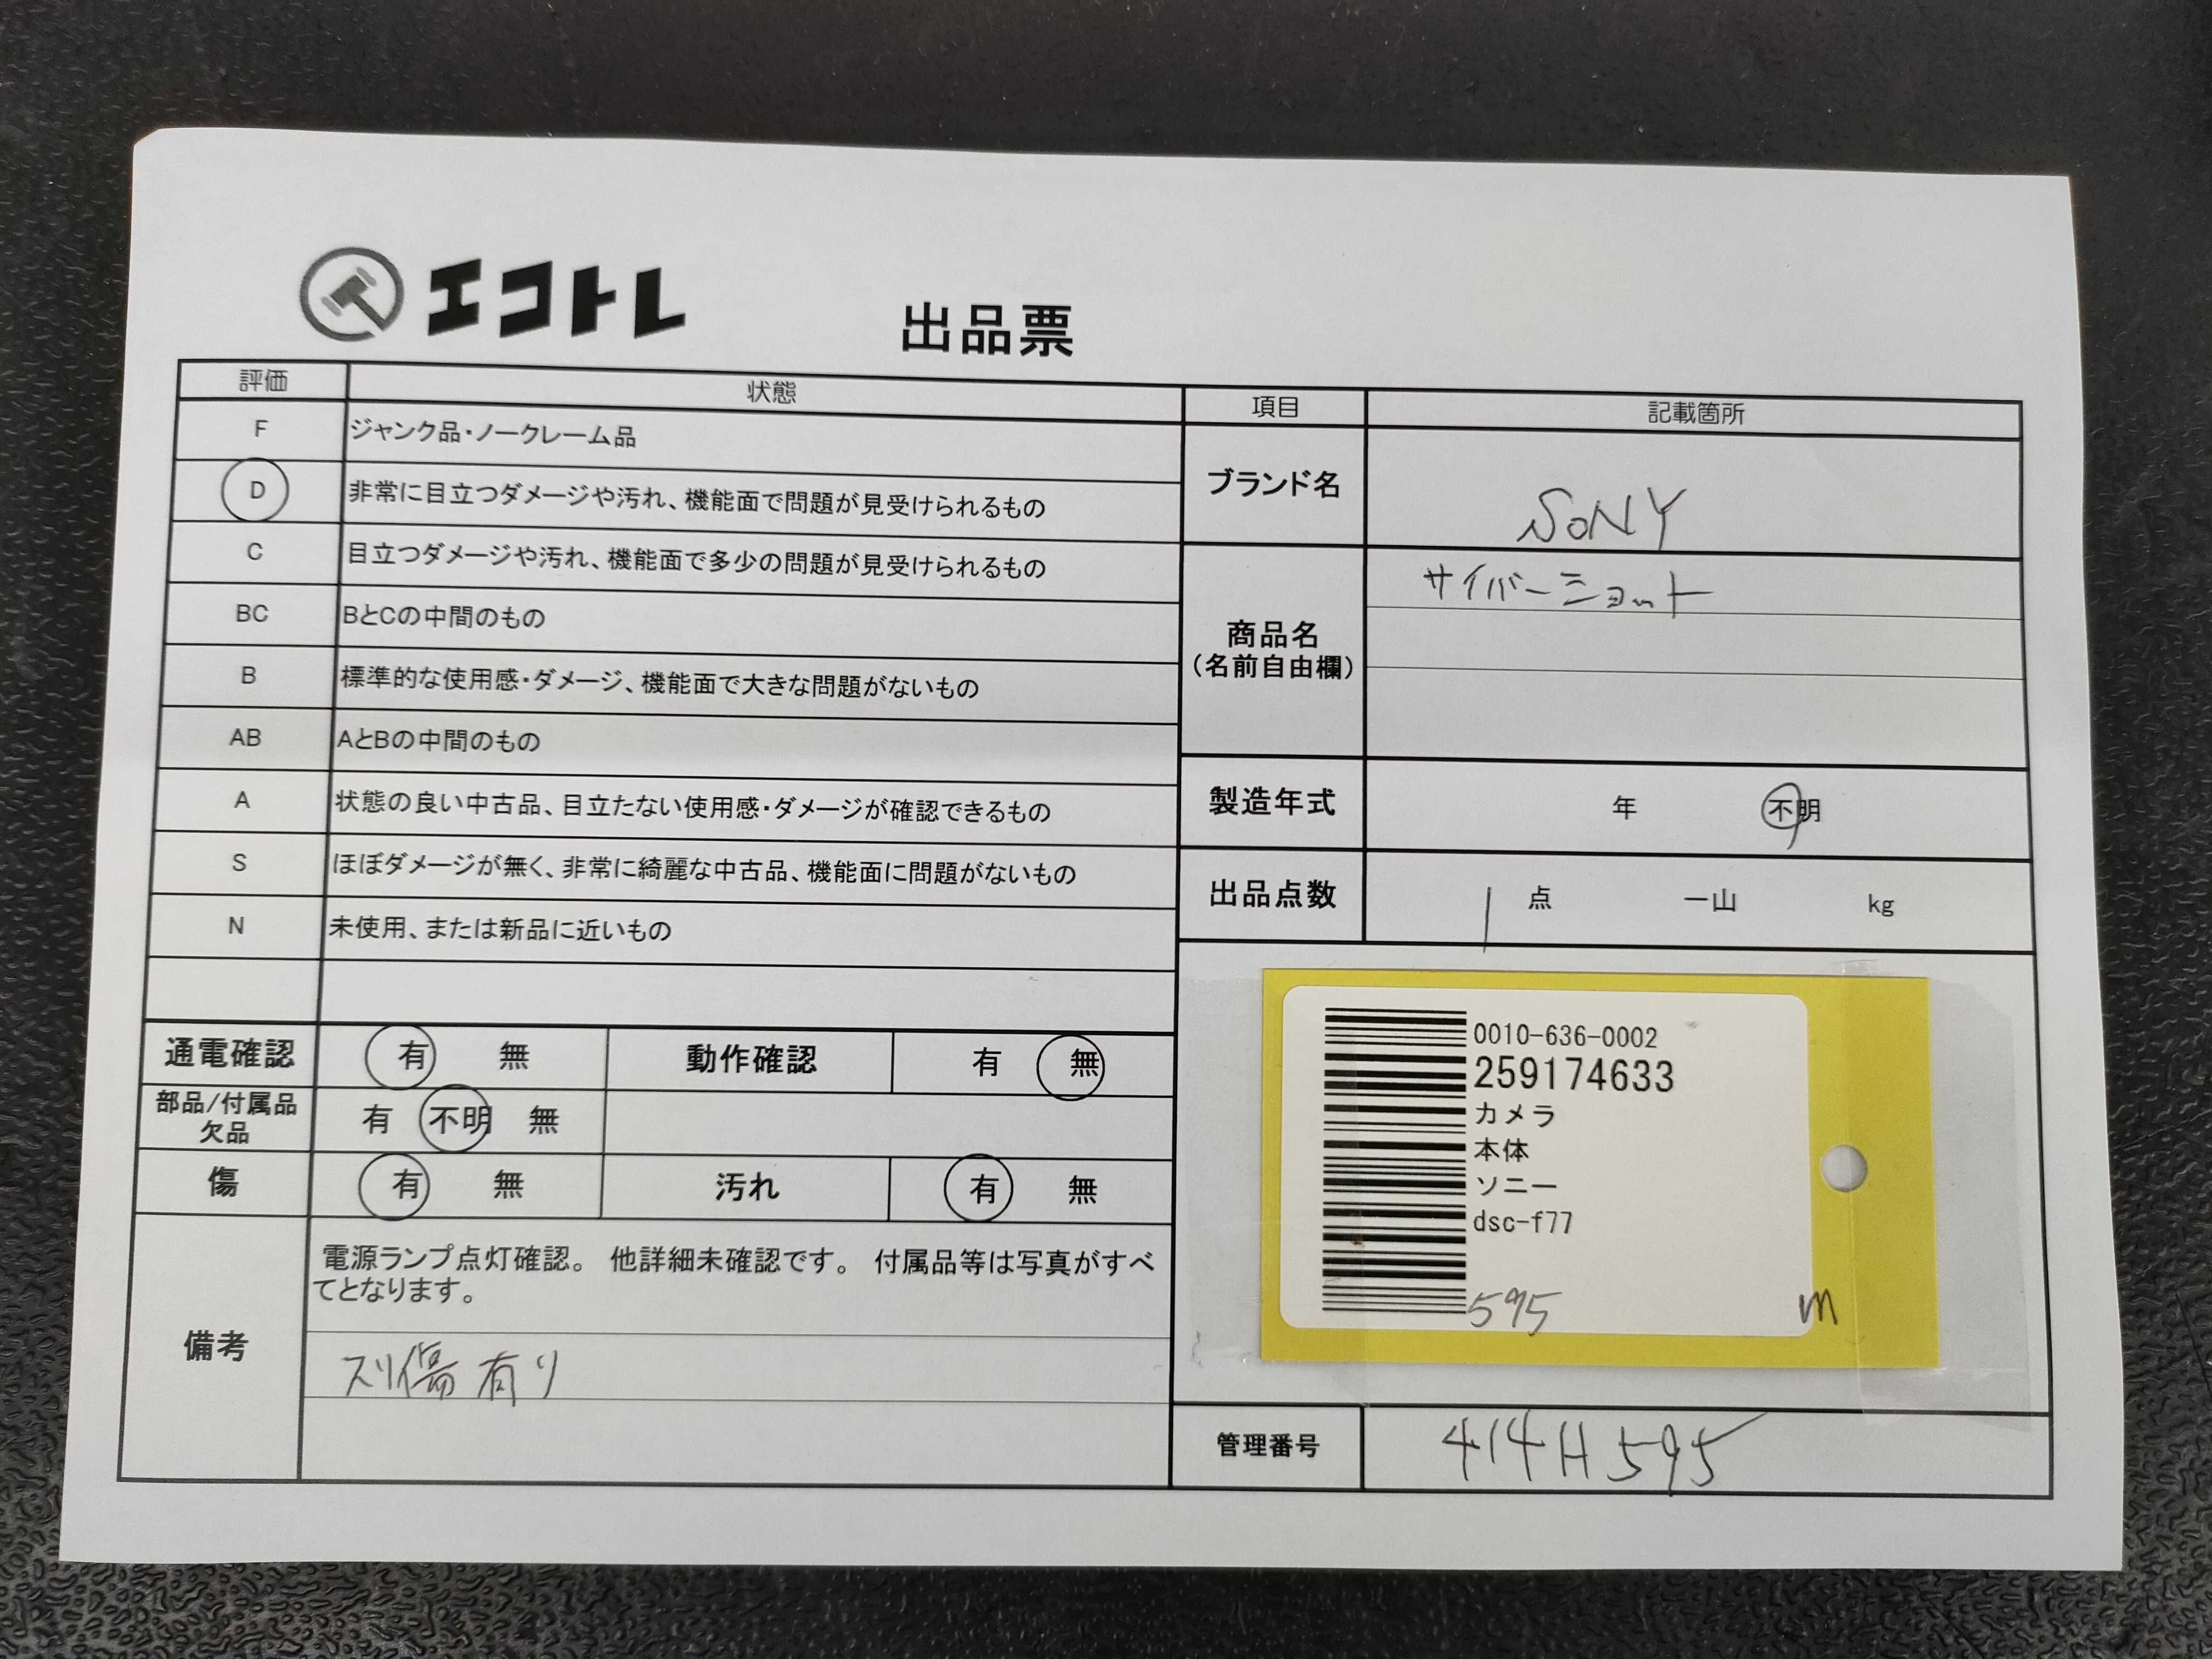 エコトレ
出品票
評価 状態
F ジャンク品・ノークレーム品
D 非常に目立つダメージや汚れ、機能面で問題が見受けられるもの
C 目立つダメージや汚れ、機能面で多少の問題が見受けられるもの
BC BとCの中間のもの
B 標準的な使用感・ダメージ、機能面で大きな問題がないもの
AB AとBの中間のもの
A 状態の良い中古品、目立たない使用感・ダメージが確認できるもの
S ほぼダメージが無く、非常に綺麗な中古品、機能面に問題がないもの
N 未使用、または新品に近いもの
通電確認 有 無 動作確認 有 無
部品/付属品
欠品
有 不明 無
傷 有 無 汚れ 有 無
備考
電源ランプ点灯確認。 他詳細未確認です。 付属品等は写真がすべ
てとなります。
スリ傷有り
項目 記載箇所
ブランド名 SONY
商品名
(名前自由欄)
サイバーショット
製造年式 年 不明
出品点数 1 点 一山 kg
0010-636-0002
259174633
カメラ
本体
ソニー
dsc-f77
595 m
管理番号 414H595